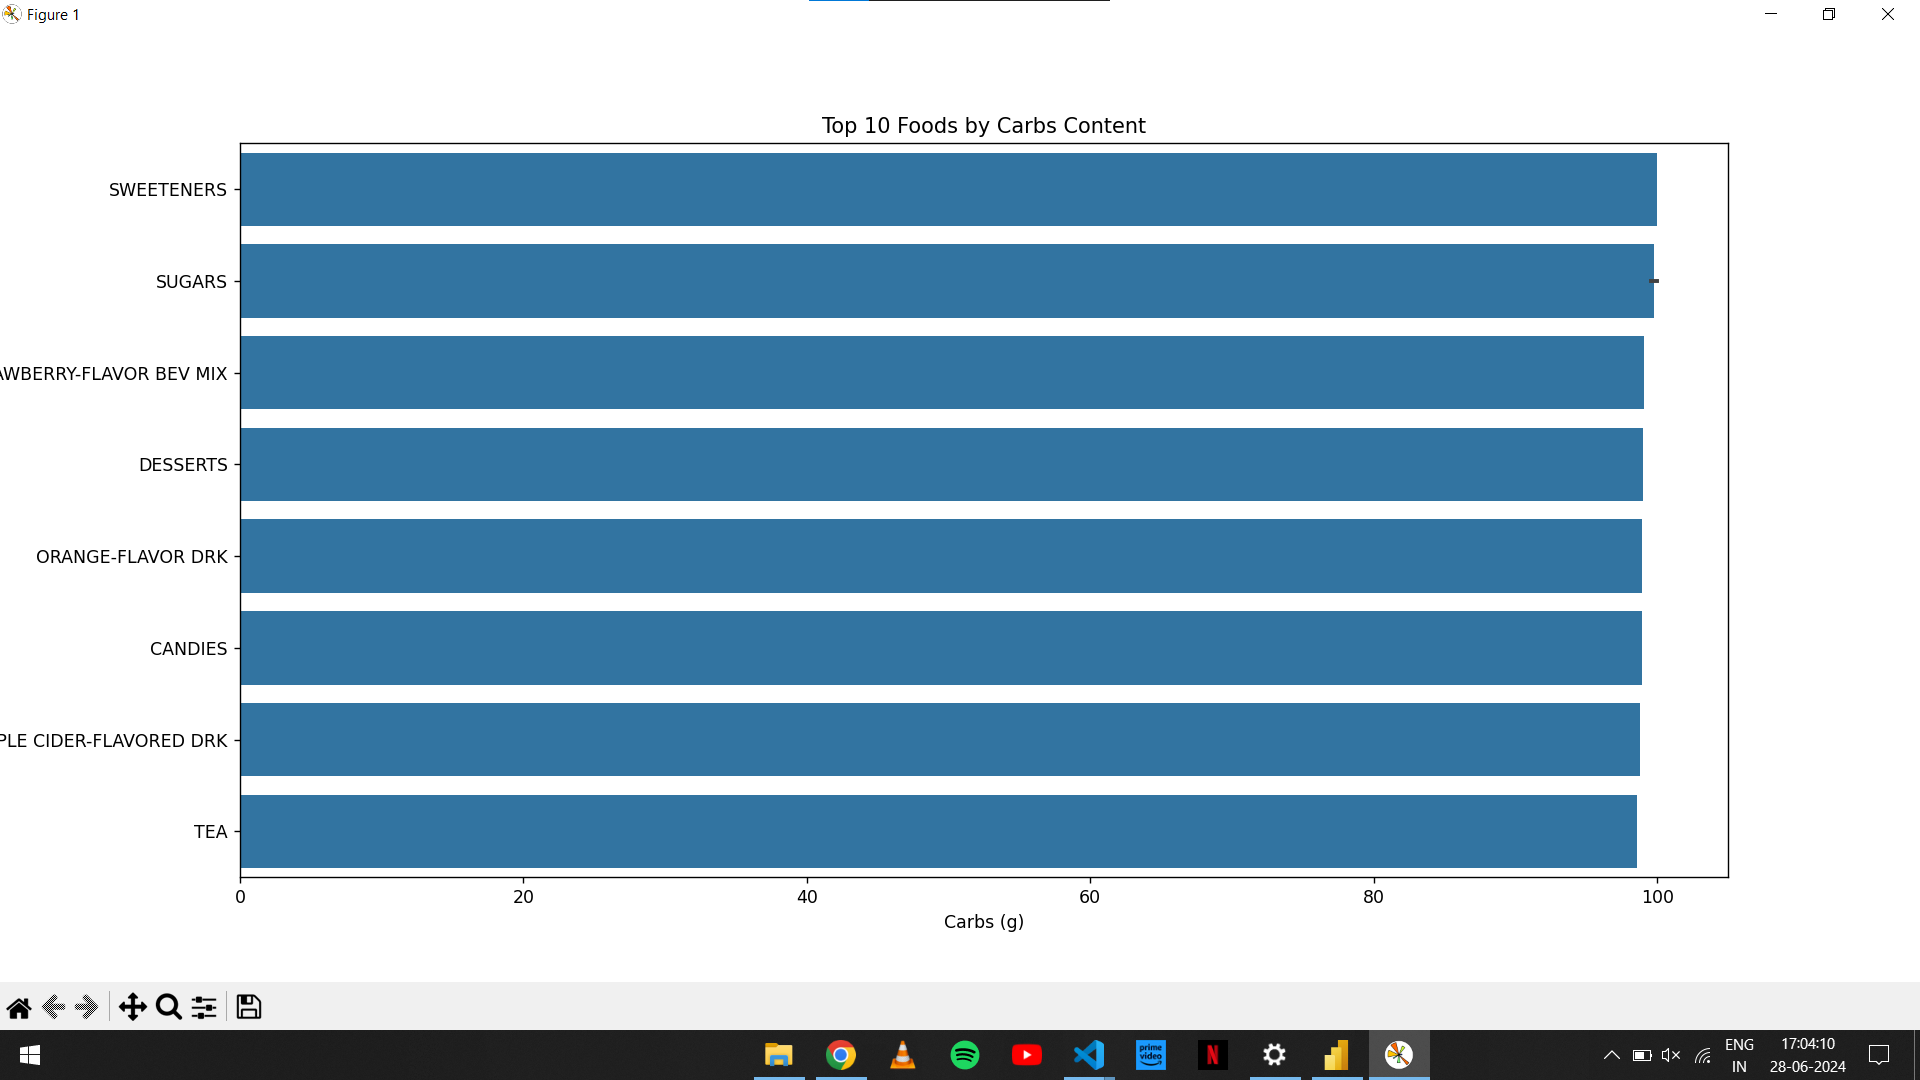 Figure 1
Top 10 Foods by Carbs Content
SWEETENERS
SUGARS
AWBERRY-FLAVOR BEV MIX
DESSERTS
ORANGE-FLAVOR DRK
CANDIES
PLE CIDER-FLAVORED DRK
TEA
0 20 40 60 80 100
Carbs (g)
prime video
N
ENG
IN
17:04:10
28-06-2024